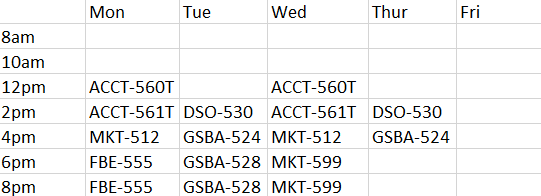 Mon Tue Wed Thur Fri
8am
10am
12pm ACCT-560T ACCT-560T
2pm ACCT-561T DSO-530 ACCT-561T DSO-530
4pm MKT-512 GSBA-524 MKT-512 GSBA-524
6pm FBE-555 GSBA-528 MKT-599
8pm FBE-555 GSBA-528 MKT-599